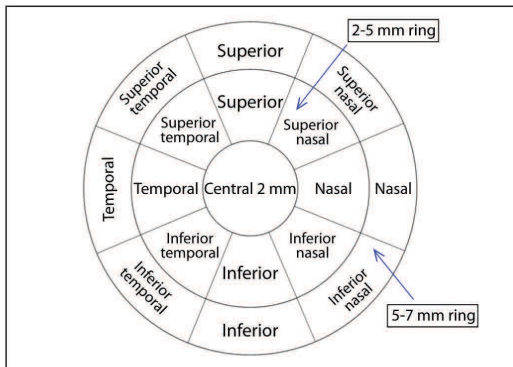 2-5 mm ring
Superior
Superior
temporal
Superior
nasal
Superior
Superior
temporal
Superior
nasal
Temporal
Temporal
Central 2 mm
Nasal
Nasal
Inferior
temporal
Inferior
nasal
Inferior
Inferior
temporal
Inferior
nasal
Inferior
5-7 mm ring